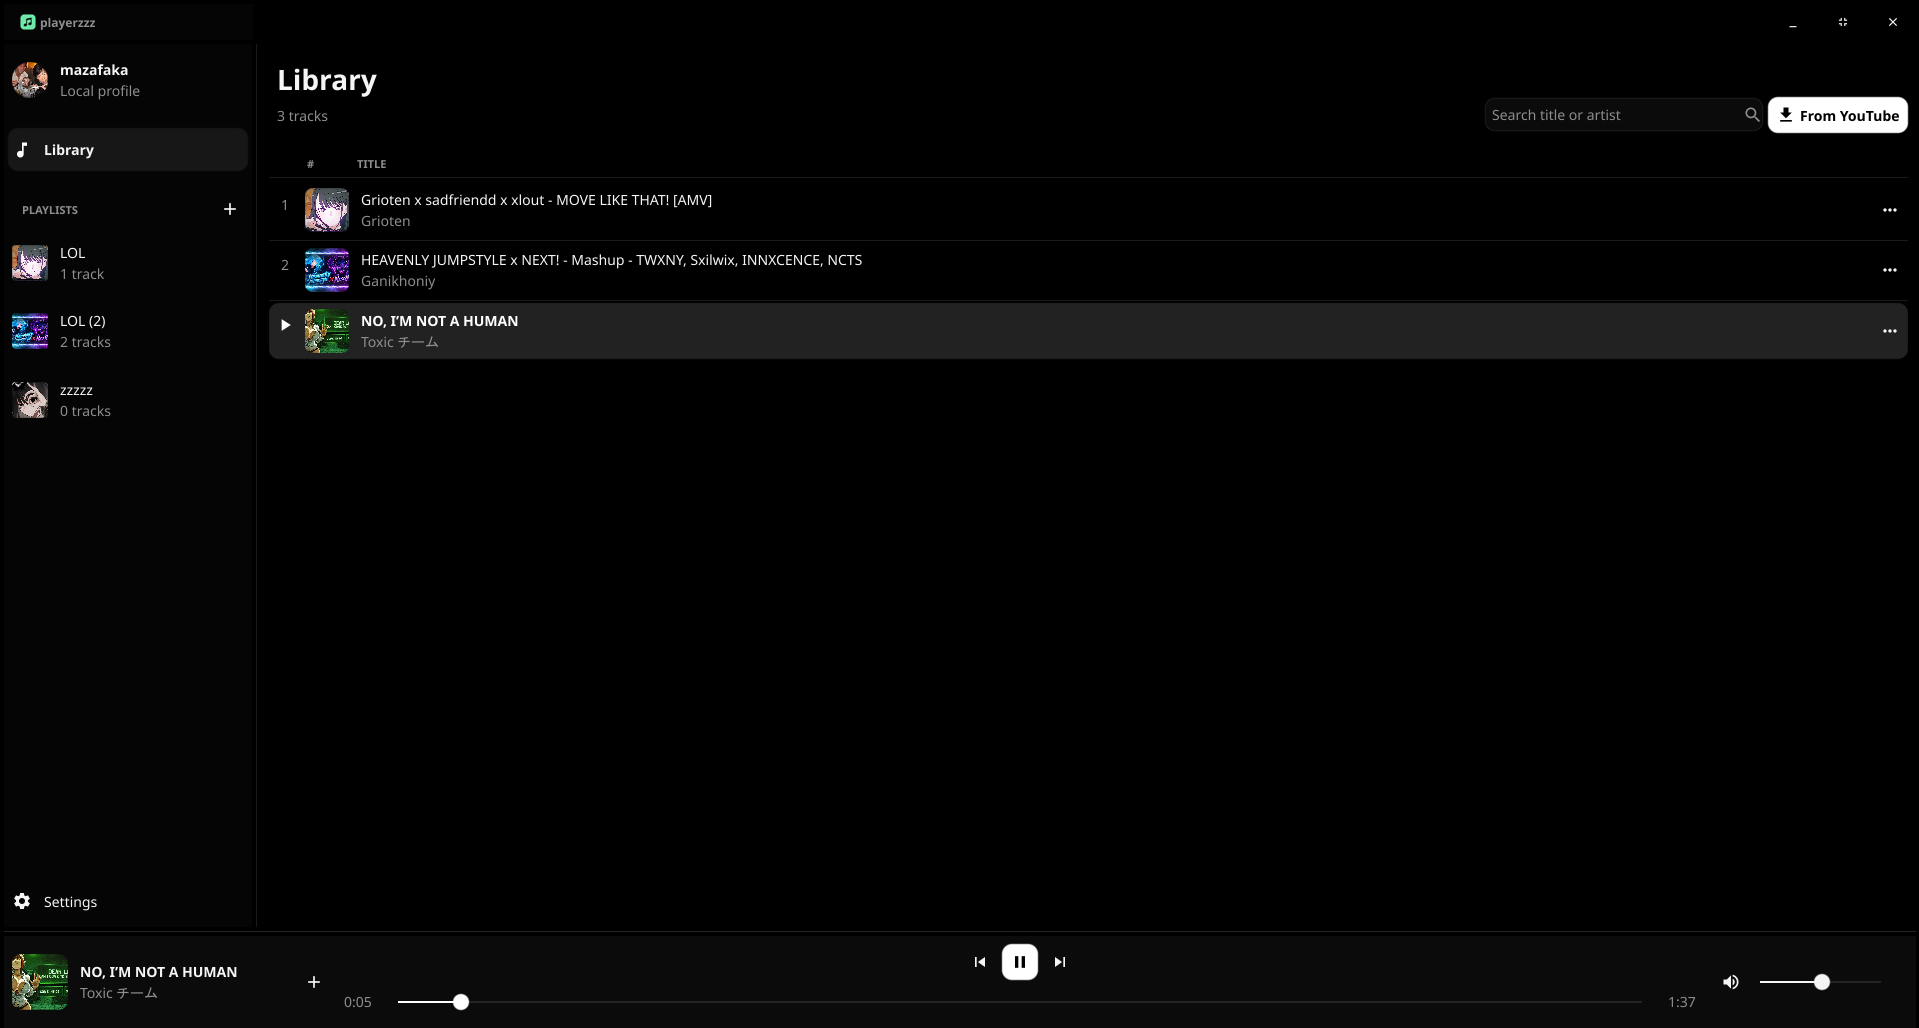 playerzzz
mazafaka
Local profile
Library
PLAYLISTS
LOL
1 track
LOL (2)
2 tracks
zzzzz
0 tracks
Settings
Library
3 tracks
Search title or artist
From YouTube
# TITLE
1
Grioten x sadfriendd x xlout - MOVE LIKE THAT! [AMV]
Grioten
2
HEAVENLY JUMPSTYLE x NEXT! - Mashup - TWXNY, Sxilwix, INNXCENCE, NCTS
Ganikhoniy
NO, I’M NOT A HUMAN
Toxic チーム
NO, I’M NOT A HUMAN
Toxic チーム
0:05
1:37